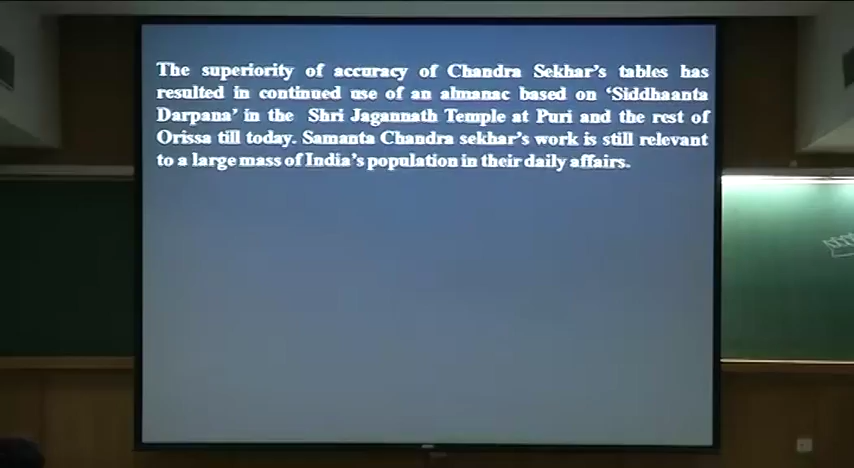 The superiority of accuracy of Chandra Sekhar's tables has
resulted in continued use of an almanac based on 'Siddhaanta
Darpana' in the Shri Jagannath Temple at Puri and the rest of
Orissa till today. Samanta Chandra sekhar's work is still relevant
to a large mass of India's population in their daily affairs.